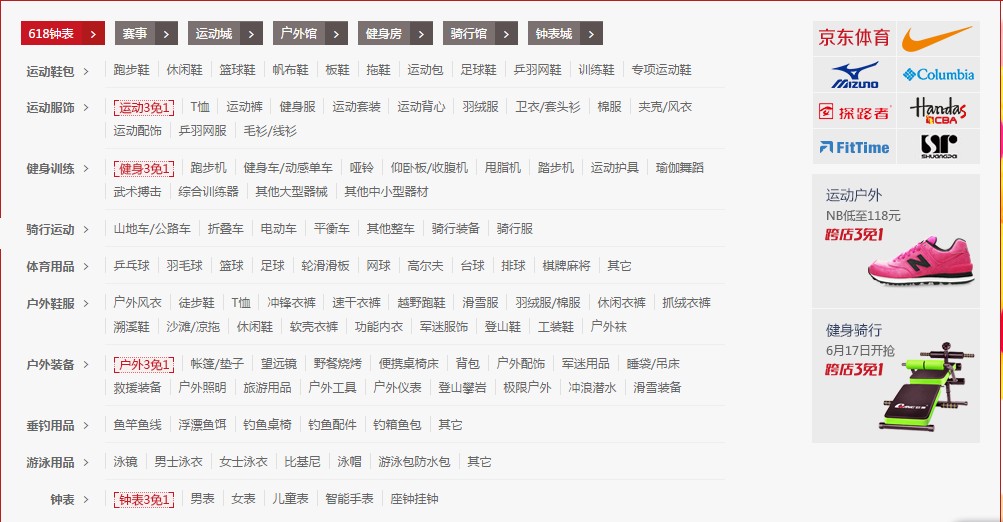 618钟表 > 赛事 > 运动城 > 户外馆 > 健身房 > 骑行馆 > 钟表城 >
运动鞋包 > 跑步鞋 休闲鞋 篮球鞋 帆布鞋 板鞋 拖鞋 运动包 足球鞋 乒羽网鞋 训练鞋 专项运动鞋
运动服饰 > 运动3免1 T恤 运动裤 健身服 运动套装 运动背心 羽绒服 卫衣/套头衫 棉服 夹克/风衣
运动配饰 乒羽网服 毛衫/线衫
健身训练 > 健身3免1 跑步机 健身车/动感单车 哑铃 仰卧板/收腹机 甩脂机 踏步机 运动护具 瑜伽舞蹈
武术搏击 综合训练器 其他大型器械 其他中小型器材
骑行运动 > 山地车/公路车 折叠车 电动车 平衡车 其他整车 骑行装备 骑行服
体育用品 > 乒乓球 羽毛球 篮球 足球 轮滑滑板 网球 高尔夫 台球 排球 棋牌麻将 其它
户外鞋服 > 户外风衣 徒步鞋 T恤 冲锋衣裤 速干衣裤 越野跑鞋 滑雪服 羽绒服/棉服 休闲衣裤 抓绒衣裤
溯溪鞋 沙滩/凉拖 休闲鞋 软壳衣裤 功能内衣 军迷服饰 登山鞋 工装鞋 户外袜
户外装备 > 户外3免1 帐篷/垫子 望远镜 野餐烧烤 便携桌椅床 背包 户外配饰 军迷用品 睡袋/吊床
救援装备 户外照明 旅游用品 户外工具 户外仪表 登山攀岩 极限户外 冲浪潜水 滑雪装备
垂钓用品 > 鱼竿鱼线 浮漂鱼饵 钓鱼桌椅 钓鱼配件 钓箱鱼包 其它
游泳用品 > 泳镜 男士泳衣 女士泳衣 比基尼 泳帽 游泳包防水包 其它
钟表 > 钟表3免1 男表 女表 儿童表 智能手表 座钟挂钟
京东体育
MIZUNO Columbia
探路者 Handas CBA
FitTime SHUANGPAI
运动户外
NB低至118元
跨店3免1
N
健身骑行
6月17日开抢
跨店3免1